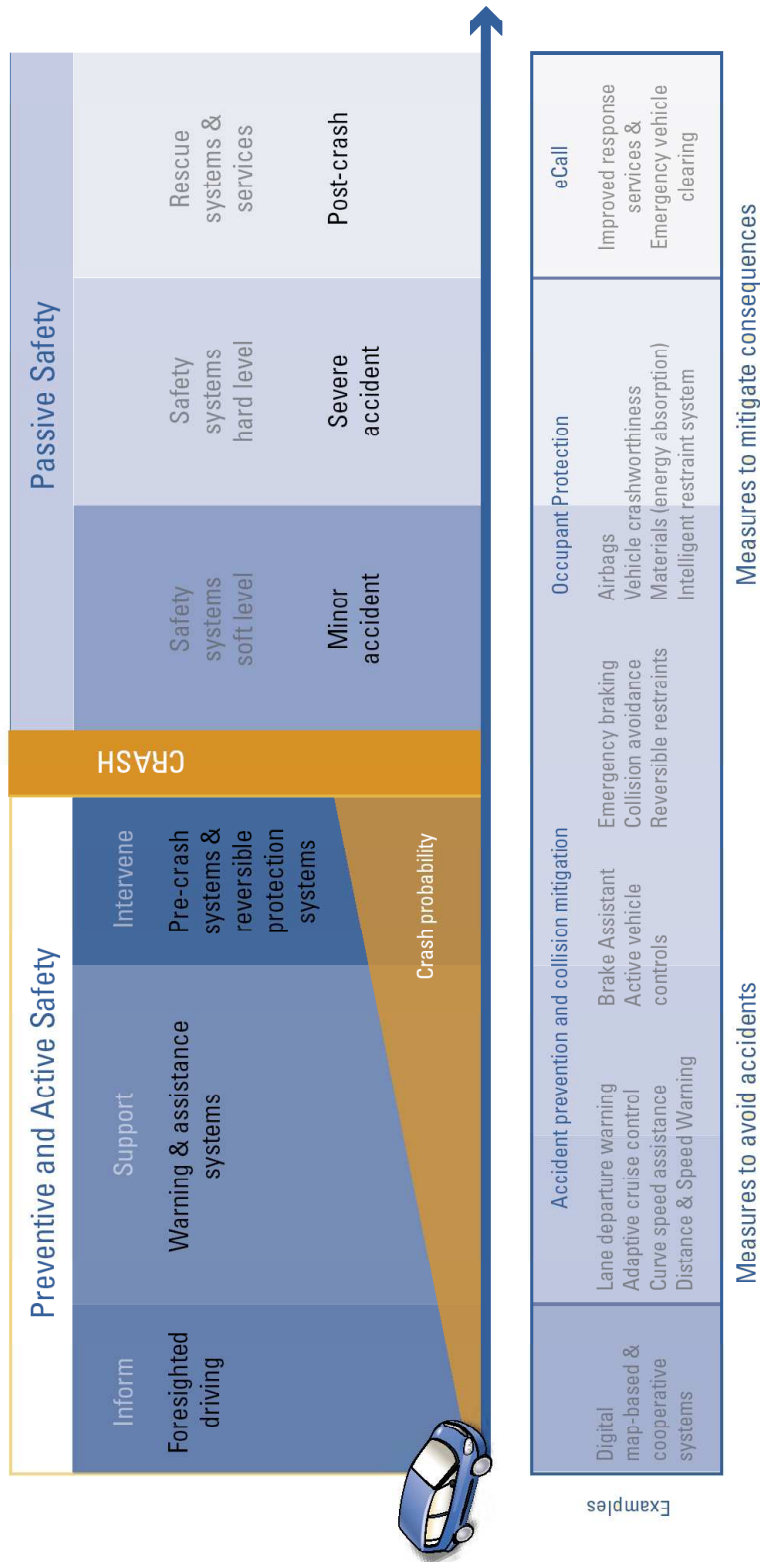 Preventive and Active Safety
Passive Safety
Inform
Support
Intervene
CRASH
Foresighted
driving
Warning & assistance
systems
Pre-crash
systems &
reversible
protection
systems
Safety
systems
soft level
Safety
systems
hard level
Rescue
systems &
services
Minor
accident
Severe
accident
Post-crash
Crash probability
Examples
Digital
map-based &
cooperative
systems
Accident prevention and collision mitigation
Lane departure warning
Adaptive cruise control
Curve speed assistance
Distance & Speed Warning
Brake Assistant
Active vehicle
controls
Emergency braking
Collision avoidance
Reversible restraints
Occupant Protection
Airbags
Vehicle crashworthiness
Materials (energy absorption)
Intelligent restraint system
eCall
Improved response
services &
Emergency vehicle
clearing
Measures to avoid accidents
Measures to mitigate consequences